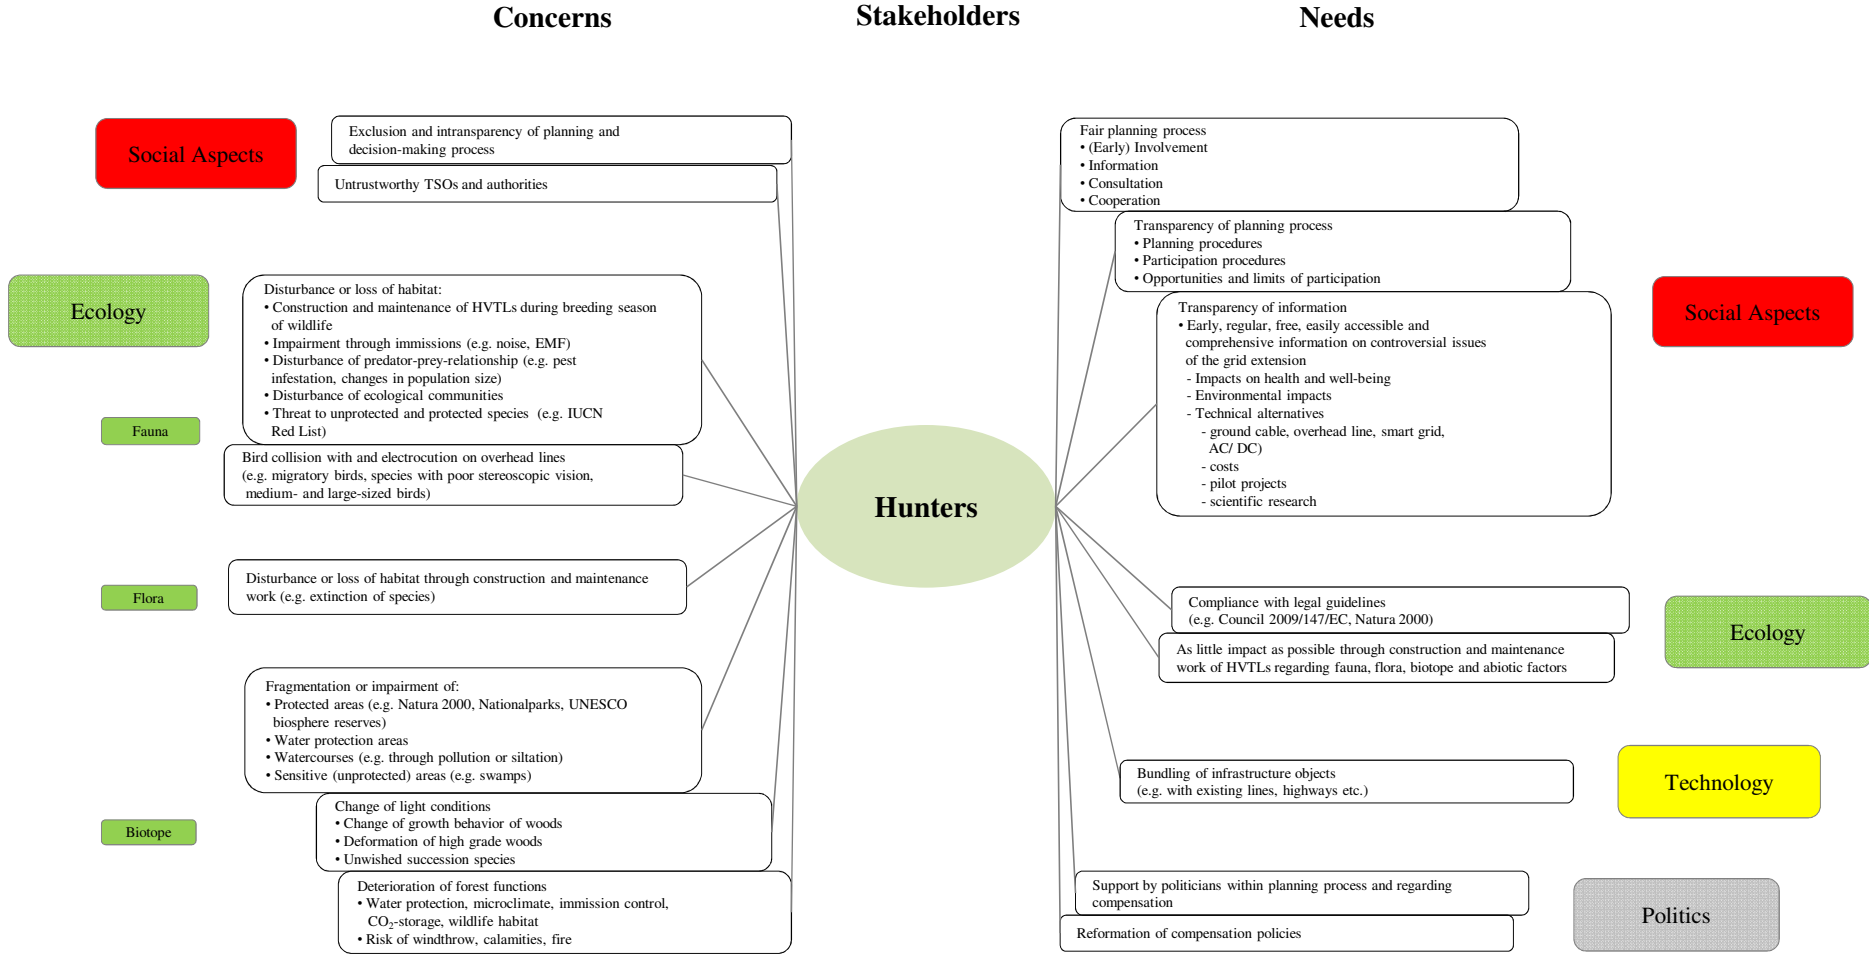 Concerns
Stakeholders
Needs
Social Aspects
Exclusion and intransparency of planning and
decision-making process
Untrustworthy TSOs and authorities
Ecology
Fauna
Disturbance or loss of habitat:
• Construction and maintenance of HVTLs during breeding season
of wildlife
• Impairment through immissions (e.g. noise, EMF)
• Disturbance of predator-prey-relationship (e.g. pest
infestation, changes in population size)
• Disturbance of ecological communities
• Threat to unprotected and protected species (e.g. IUCN
Red List)
Bird collision with and electrocution on overhead lines
(e.g. migratory birds, species with poor stereoscopic vision,
medium- and large-sized birds)
Flora
Disturbance or loss of habitat through construction and maintenance
work (e.g. extinction of species)
Biotope
Fragmentation or impairment of:
• Protected areas (e.g. Natura 2000, Nationalparks, UNESCO
biosphere reserves)
• Water protection areas
• Watercourses (e.g. through pollution or siltation)
• Sensitive (unprotected) areas (e.g. swamps)
Change of light conditions
• Change of growth behavior of woods
• Deformation of high grade woods
• Unwished succession species
Deterioration of forest functions
• Water protection, microclimate, immission control,
CO₂-storage, wildlife habitat
• Risk of windthrow, calamities, fire
Hunters
Fair planning process
• (Early) Involvement
• Information
• Consultation
• Cooperation
Transparency of planning process
• Planning procedures
• Participation procedures
• Opportunities and limits of participation
Transparency of information
• Early, regular, free, easily accessible and
comprehensive information on controversial issues
of the grid extension
- Impacts on health and well-being
- Environmental impacts
- Technical alternatives
- ground cable, overhead line, smart grid,
AC/ DC)
- costs
- pilot projects
- scientific research
Social Aspects
Compliance with legal guidelines
(e.g. Council 2009/147/EC, Natura 2000)
As little impact as possible through construction and maintenance
work of HVTLs regarding fauna, flora, biotope and abiotic factors
Ecology
Bundling of infrastructure objects
(e.g. with existing lines, highways etc.)
Technology
Support by politicians within planning process and regarding
compensation
Reformation of compensation policies
Politics